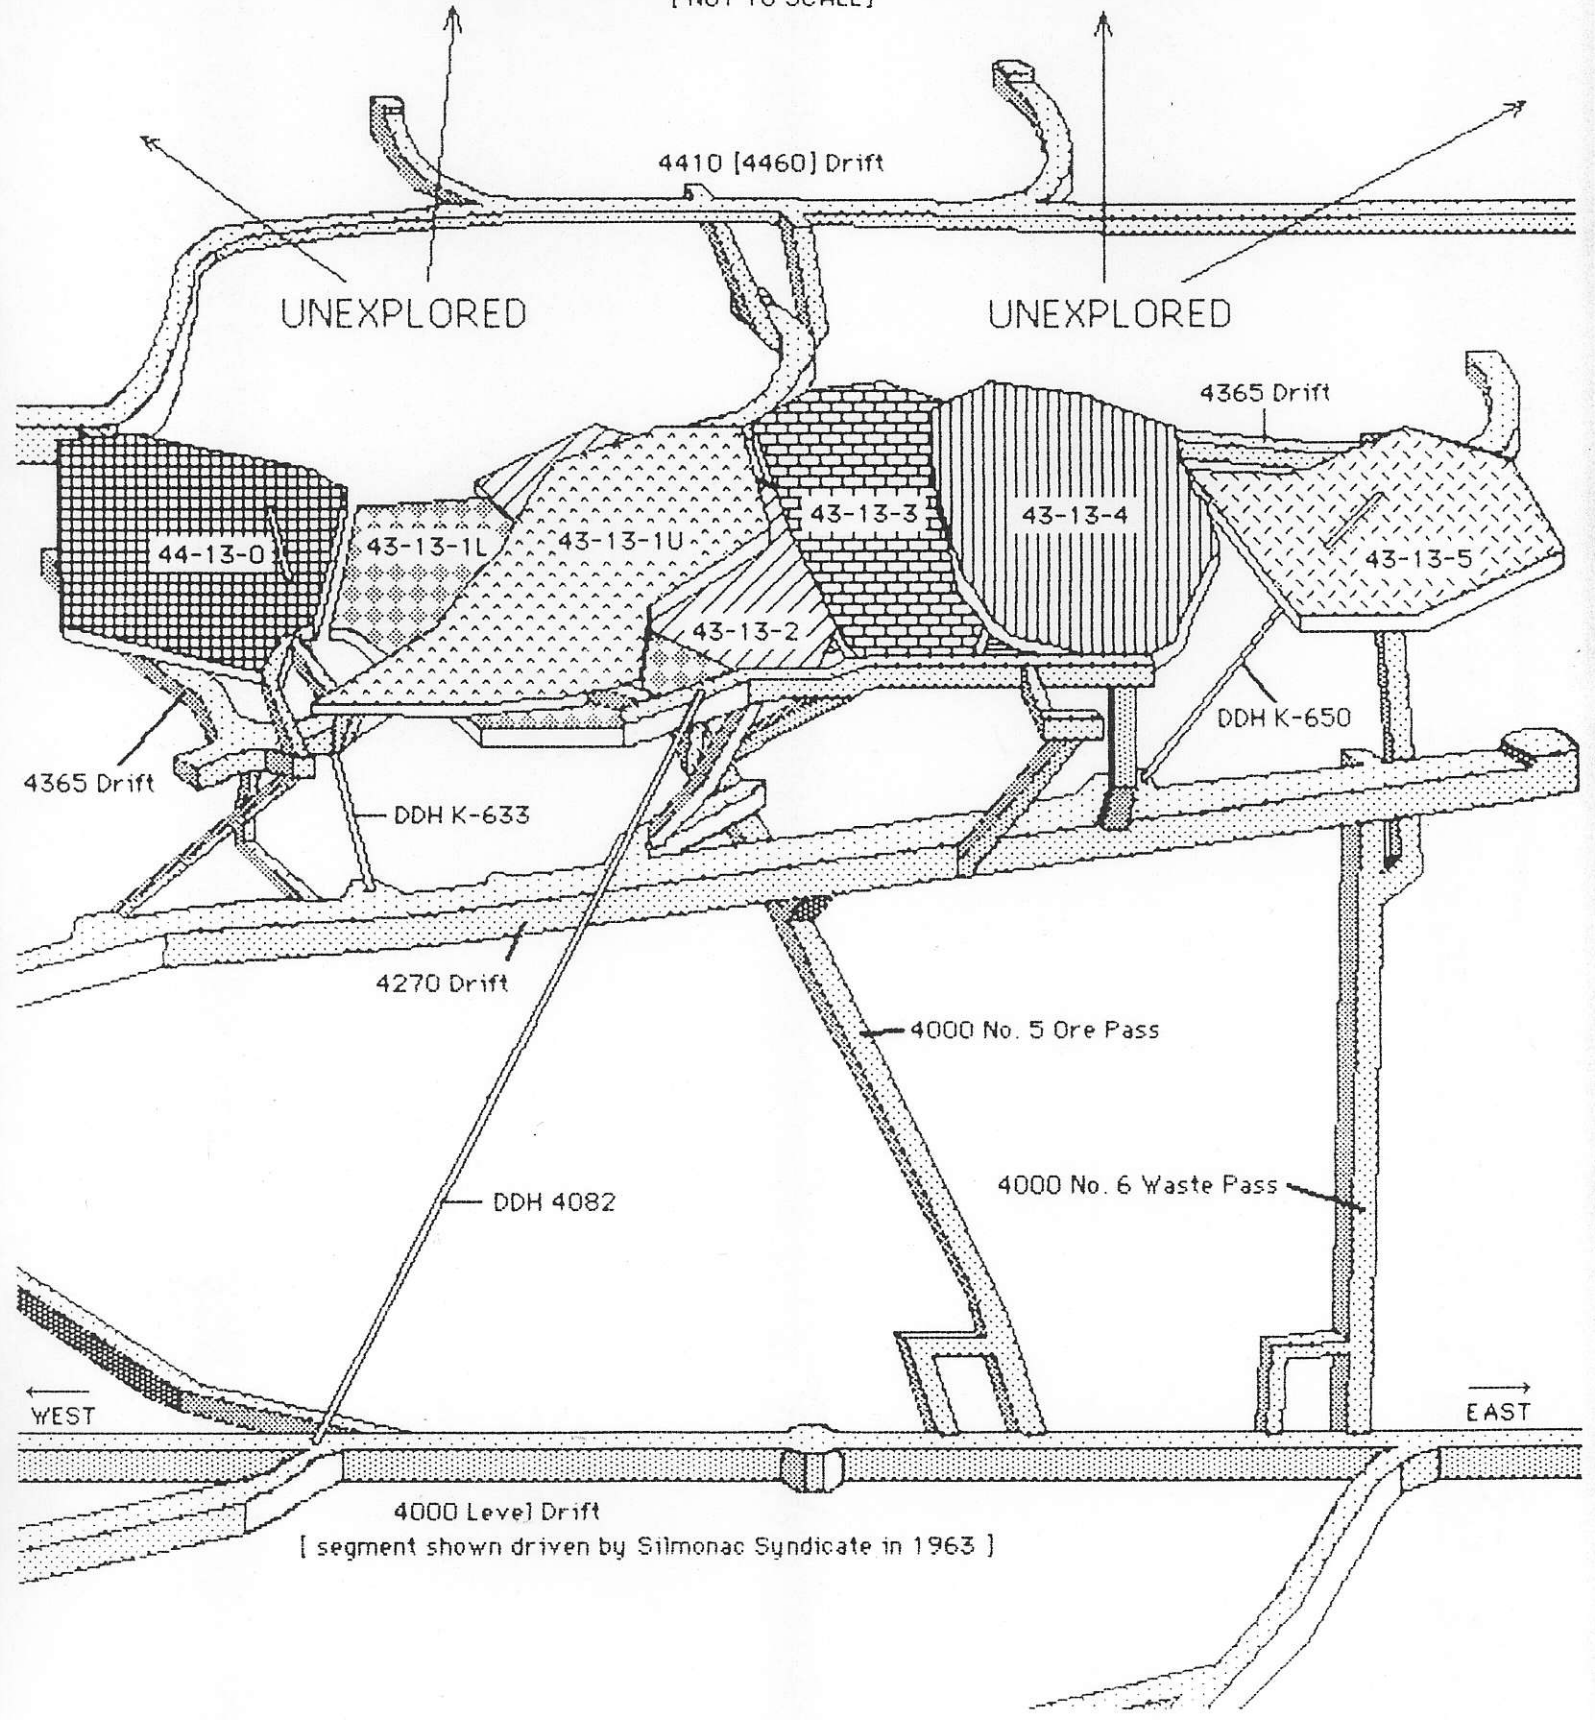 [ NOT TO SCALE]
4410 [4460] Drift
UNEXPLORED
UNEXPLORED
4365 Drift
44-13-0
43-13-1L
43-13-1U
43-13-3
43-13-4
43-13-5
43-13-2
DDH K-650
4365 Drift
DDH K-633
4270 Drift
4000 No. 5 Ore Pass
4000 No. 6 Waste Pass
DDH 4082
WEST
EAST
4000 Level Drift
[ segment shown driven by Silmonac Syndicate in 1963 ]